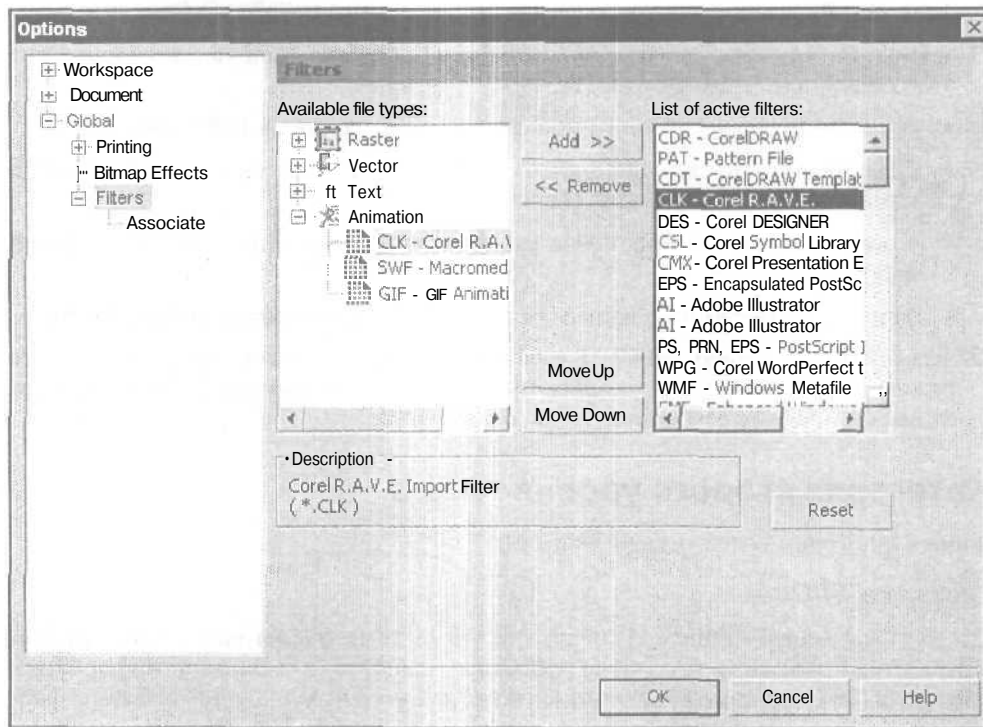 Options
Workspace
Document
Global
Printing
Bitmap Effects
Filters
Associate
Filters
Available file types:
Raster
Vector
ft Text
Animation
CLK - Corel R.A.V
SWF - Macromed
GIF - GIF Animati
Add >>
<< Remove
Move Up
Move Down
List of active filters:
CDR - CorelDRAW
PAT - Pattern File
CDT - CorelDRAW Templat
CLK - Corel R.A.V.E.
DES - Corel DESIGNER
CSL - Corel Symbol Library
CMX - Corel Presentation E
EPS - Encapsulated PostSc
AI - Adobe Illustrator
AI - Adobe Illustrator
PS, PRN, EPS - PostScript I
WPG - Corel WordPerfect
WMF - Windows Metafile
Description
Corel R.A.V.E. Import Filter
(*.CLK )
Reset
OK
Cancel
Help